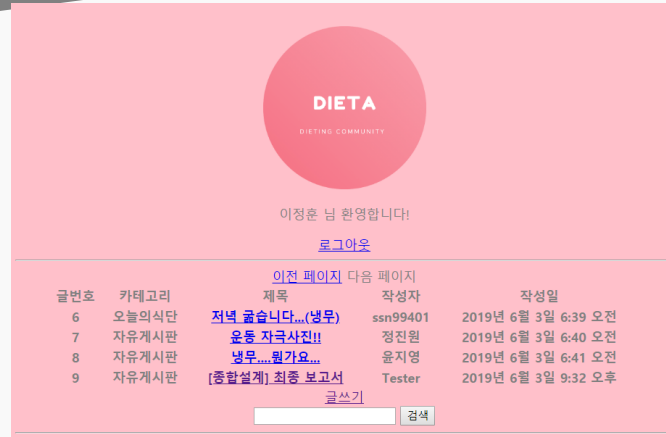 DIETA
DIETING COMMUNITY
이정훈 님 환영합니다!
로그아웃
이전 페이지 다음 페이지
글번호 카테고리 제목 작성자 작성일
6 오늘의식단 저녁 굶습니다...(냉무) ssn99401 2019년 6월 3일 6:39 오전
7 자유게시판 운동 자극사진!! 정진원 2019년 6월 3일 6:40 오전
8 자유게시판 냉무....뭔가요... 윤지영 2019년 6월 3일 6:41 오전
9 자유게시판 [종합설계] 최종 보고서 Tester 2019년 6월 3일 9:32 오후
글쓰기
검색